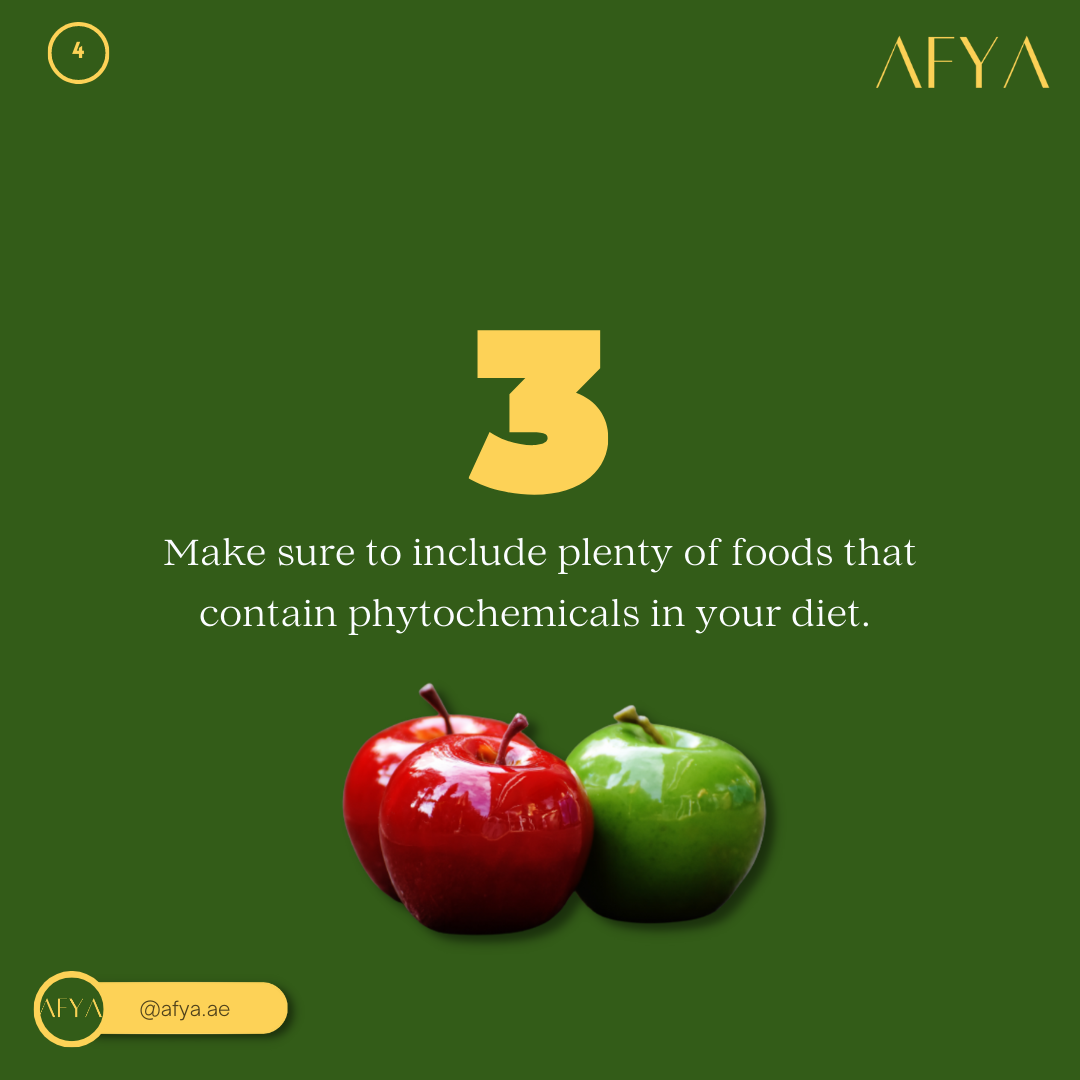 4
AFYA
3
Make sure to include plenty of foods that
contain phytochemicals in your diet.
AFYA
@afya.ae